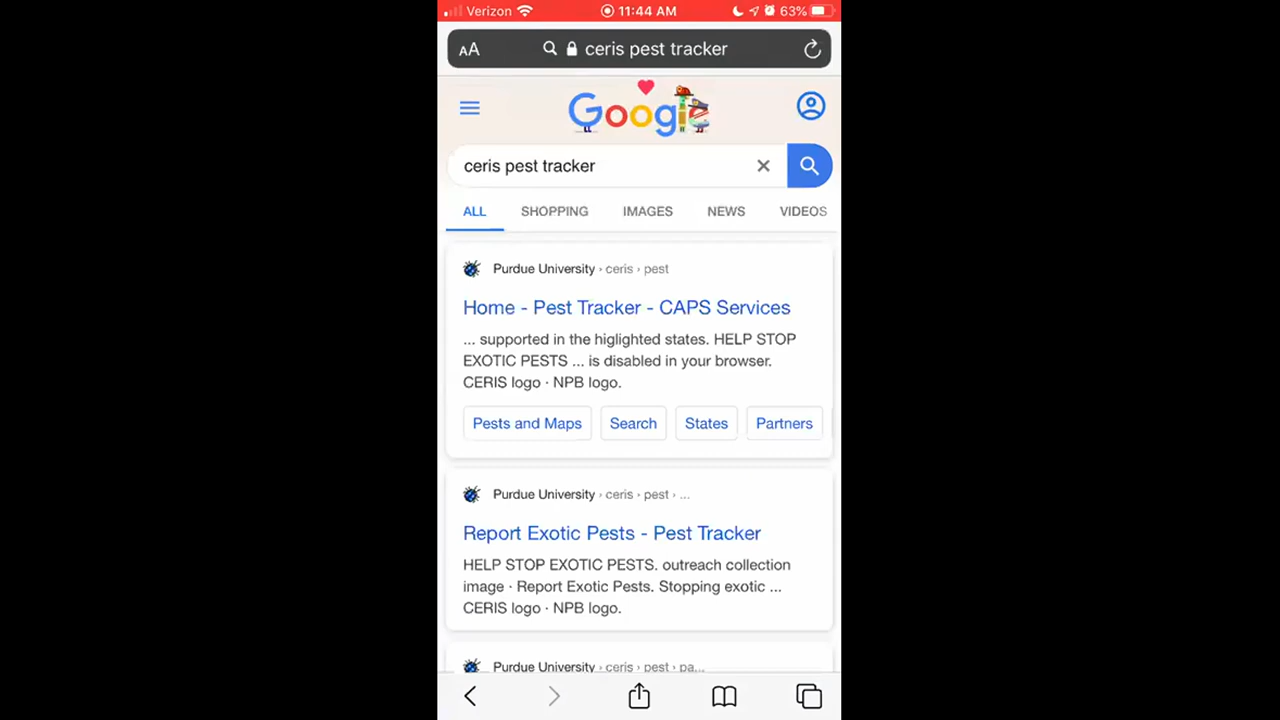 Verizon 11:44 AM 63%
AA ceris pest tracker
Google
ceris pest tracker
ALL SHOPPING IMAGES NEWS VIDEOS
Purdue University › ceris › pest
Home - Pest Tracker - CAPS Services
... supported in the higlighted states. HELP STOP
EXOTIC PESTS ... is disabled in your browser.
CERIS logo · NPB logo.
Pests and Maps Search States Partners
Purdue University › ceris › pest › ...
Report Exotic Pests - Pest Tracker
HELP STOP EXOTIC PESTS. outreach collection
image · Report Exotic Pests. Stopping exotic ...
CERIS logo · NPB logo.
Purdue University › ceris › pest › pa...